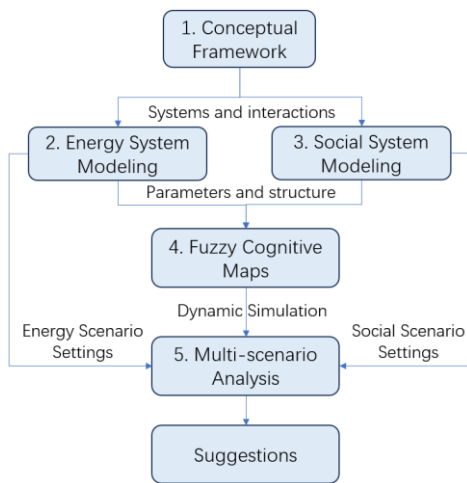 1. Conceptual
Framework
Systems and interactions
2. Energy System
Modeling
3. Social System
Modeling
Parameters and structure
4. Fuzzy Cognitive
Maps
Dynamic Simulation
Energy Scenario
Settings
Social Scenario
Settings
5. Multi-scenario
Analysis
Suggestions